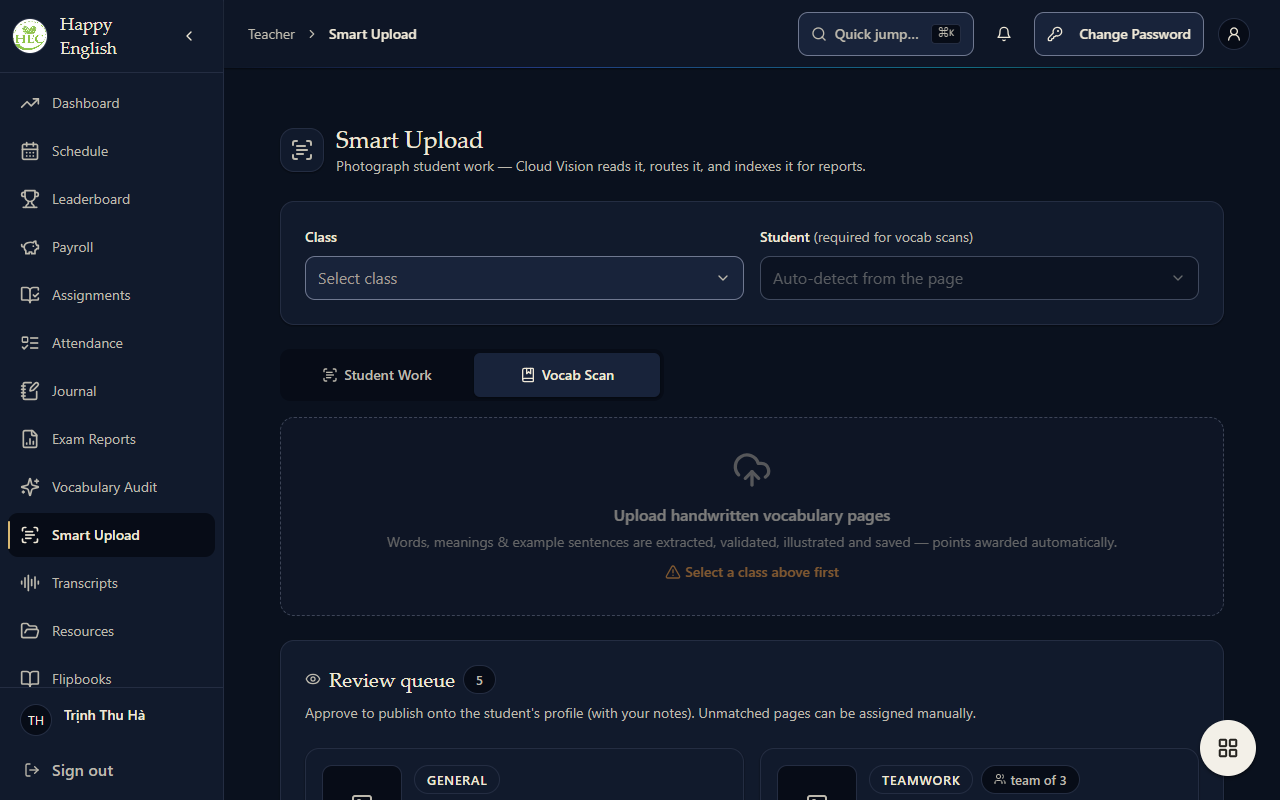 HEC
Happy
English
Dashboard
Schedule
Leaderboard
Payroll
Assignments
Attendance
Journal
Exam Reports
Vocabulary Audit
Smart Upload
Transcripts
Resources
Flipbooks
TH
Trịnh Thu Hà
Sign out
Teacher
Smart Upload
Quick jump...
⌘K
Change Password
Smart Upload
Photograph student work — Cloud Vision reads it, routes it, and indexes it for reports.
Class
Select class
Student (required for vocab scans)
Auto-detect from the page
Student Work
Vocab Scan
Upload handwritten vocabulary pages
Words, meanings & example sentences are extracted, validated, illustrated and saved — points awarded automatically.
Select a class above first
Review queue 5
Approve to publish onto the student's profile (with your notes). Unmatched pages can be assigned manually.
GENERAL
TEAMWORK
team of 3